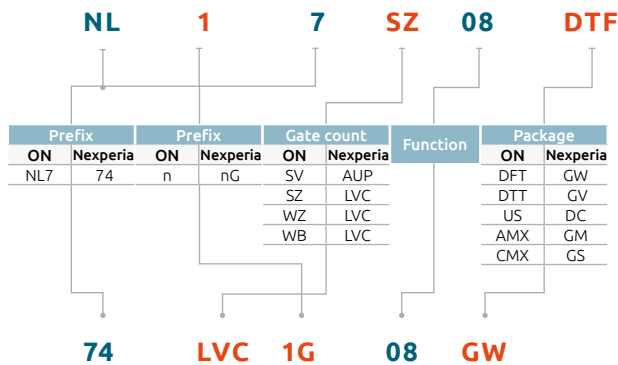 NL 1 7 SZ 08 DTF
Prefix Prefix Gate count Function Package
ON Nexperia ON Nexperia ON Nexperia ON Nexperia
NL7 74 n nG SV AUP DFT GW
SZ LVC DTT GV
WZ LVC US DC
WB LVC AMX GM
CMX GS
74 LVC 1G 08 GW